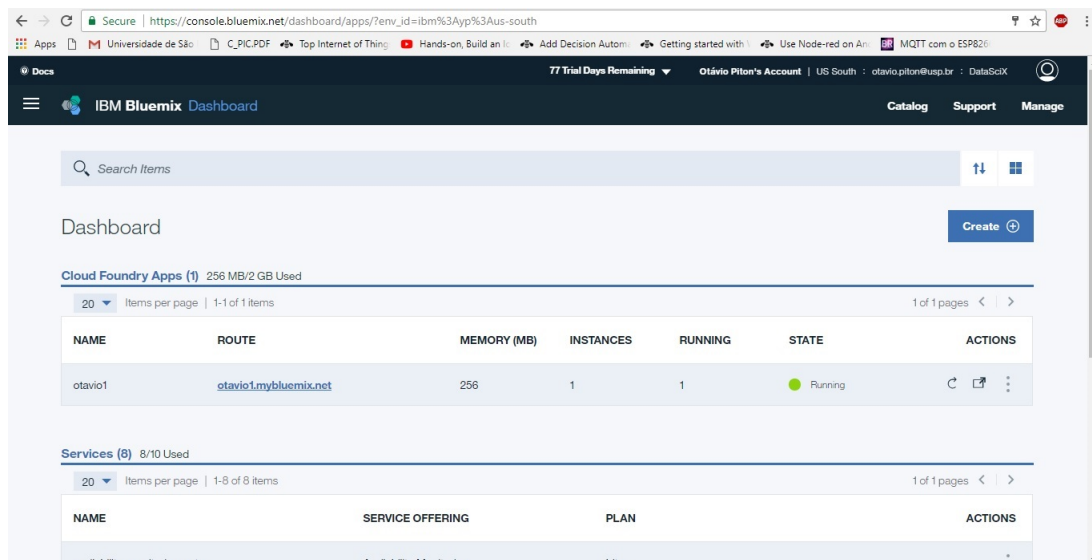 Secure | https://console.bluemix.net/dashboard/apps/?env_id=ibm%3Ayp%3Aus-south
Apps Universidade de São C_PIC.PDF Top Internet of Thing Hands-on, Build an Add Decision Autom Getting started with Use Node-red on An BR MQTT com o ESP826
Docs 77 Trial Days Remaining Otávio Piton's Account | US South : otavio.piton@usp.br : DataSciX
IBM Bluemix Dashboard Catalog Support Manage
Search Items
Dashboard Create
Cloud Foundry Apps (1) 256 MB/2 GB Used
20 Items per page | 1-1 of 1 items 1 of 1 pages
NAME ROUTE MEMORY (MB) INSTANCES RUNNING STATE ACTIONS
otavio1 otavio1.mybluemix.net 256 1 1 Running
Services (8) 8/10 Used
20 Items per page | 1-8 of 8 items 1 of 1 pages
NAME SERVICE OFFERING PLAN ACTIONS